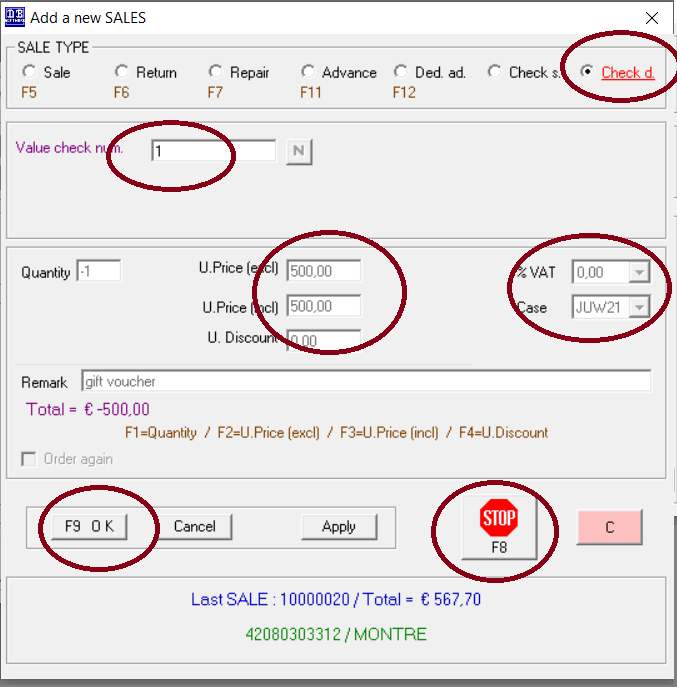 Add a new SALES
SALE TYPE
Sale Return Repair Advance Ded. ad. Check s. Check d.
F5 F6 F7 F11 F12
Value check num. 1 N
Quantity -1 U.Price (excl) 500,00 % VAT 0,00
U.Price (incl) 500,00 Case JUW21
U. Discount 0,00
Remark gift voucher
Total = € -500,00
F1=Quantity / F2=U.Price (excl) / F3=U.Price (incl) / F4=U.Discount
Order again
F9 O K Cancel Apply STOP F8 C
Last SALE : 10000020 / Total = € 567,70
42080303312 / MONTRE